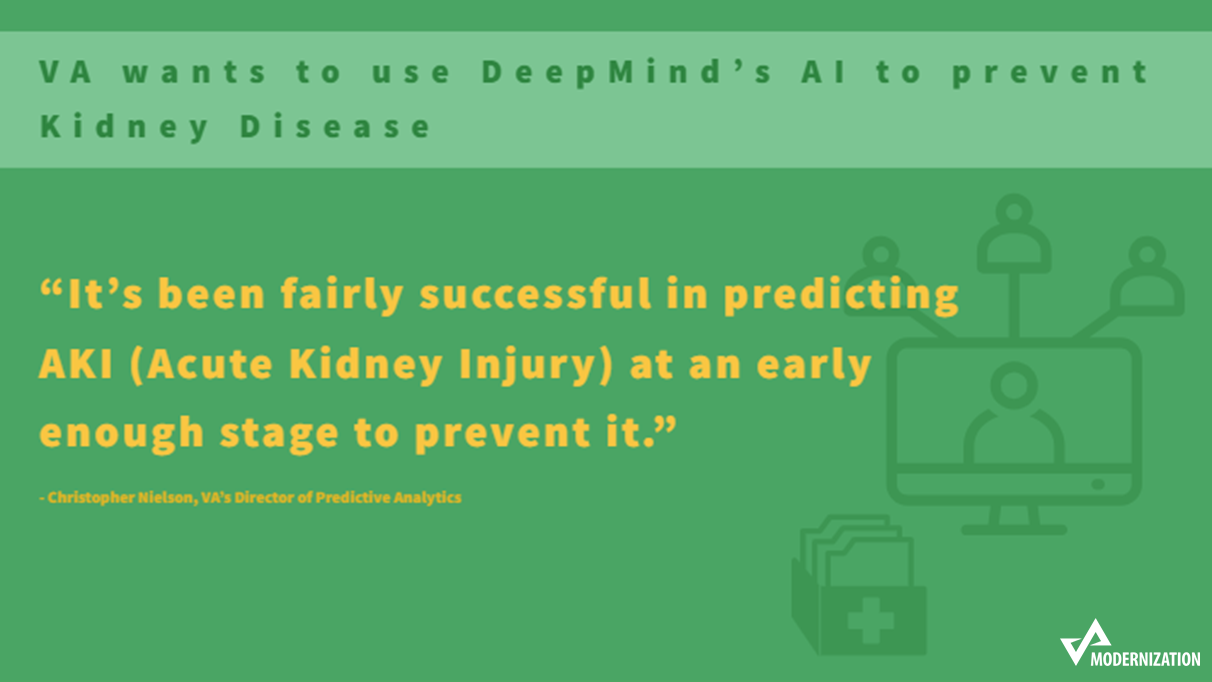 VA wants to use DeepMind’s AI to prevent
Kidney Disease
“It’s been fairly successful in predicting
AKI (Acute Kidney Injury) at an early
enough stage to prevent it.”
- Christopher Nielson, VA’s Director of Predictive Analytics
VA
MODERNIZATION